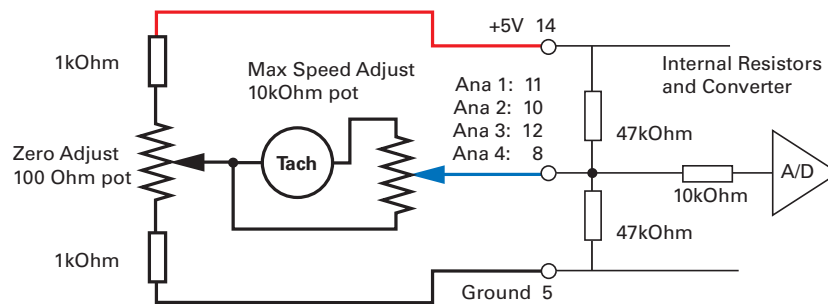 +5V 14
1kOhm
Max Speed Adjust
10kOhm pot
Internal Resistors
and Converter
Ana 1: 11
Ana 2: 10
Ana 3: 12
Ana 4: 8
47kOhm
Zero Adjust
100 Ohm pot
Tach
A/D
10kOhm
47kOhm
1kOhm
Ground 5